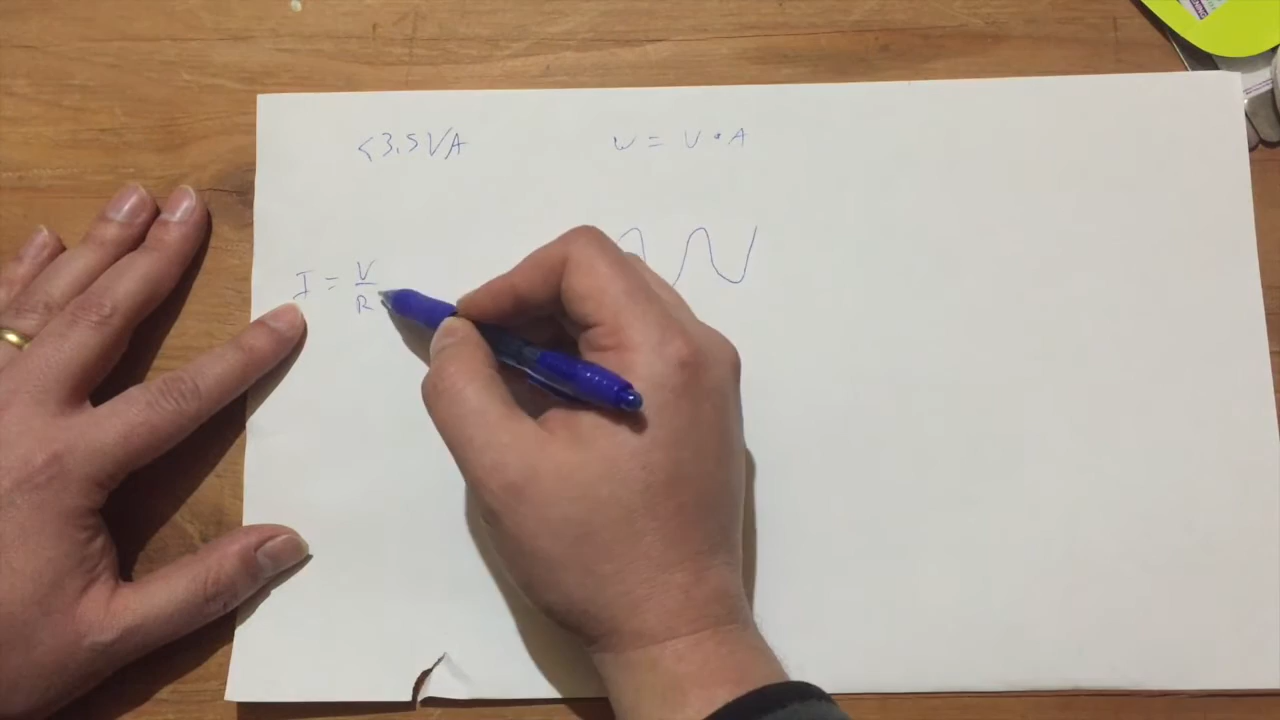 <3.5VA
W = V • A
I = V
R